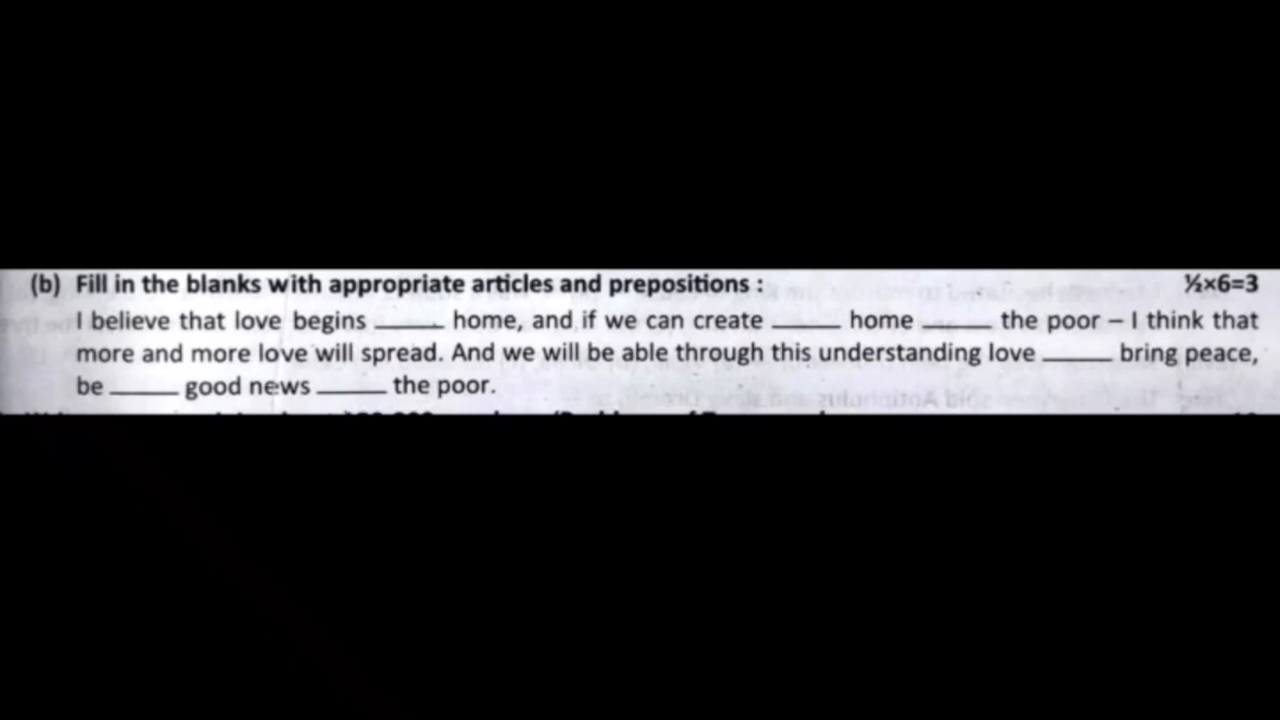 (b) Fill in the blanks with appropriate articles and prepositions : ½×6=3
I believe that love begins ______ home, and if we can create ______ home ______ the poor – I think that
more and more love will spread. And we will be able through this understanding love ______ bring peace,
be ______ good news ______ the poor.